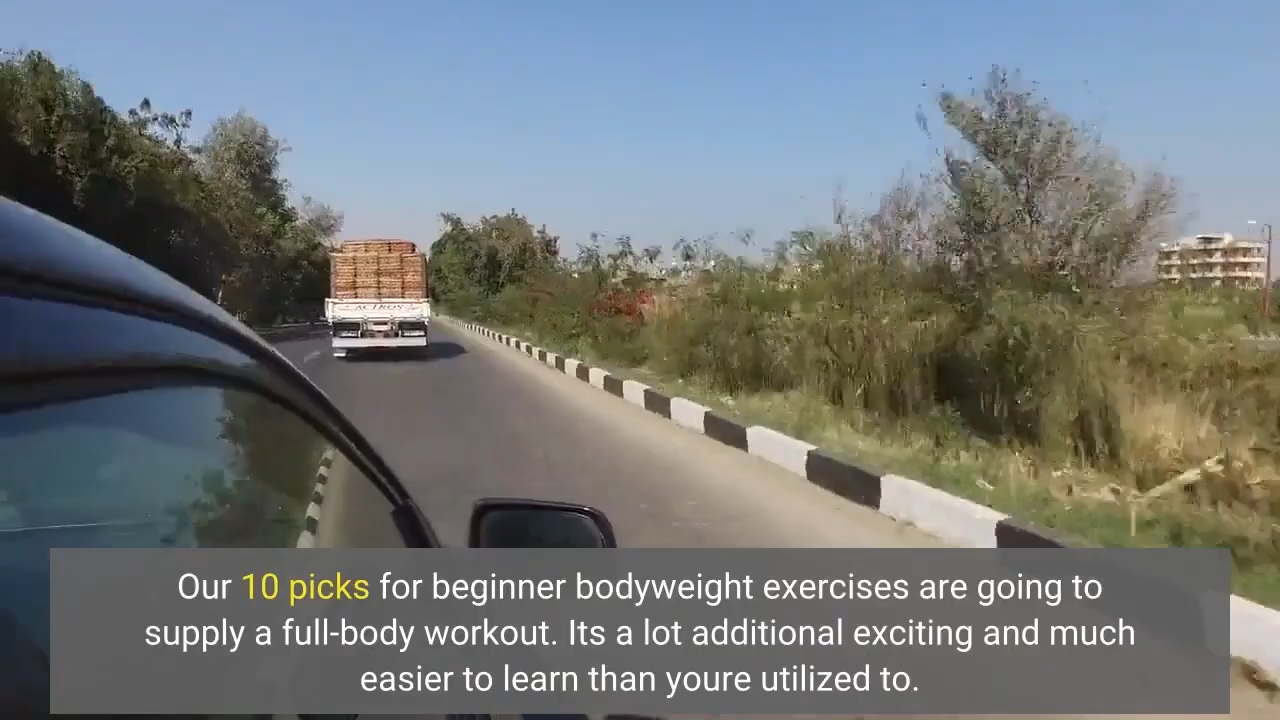 ACTROS
Our 10 picks for beginner bodyweight exercises are going to
supply a full-body workout. Its a lot additional exciting and much
easier to learn than youre utilized to.